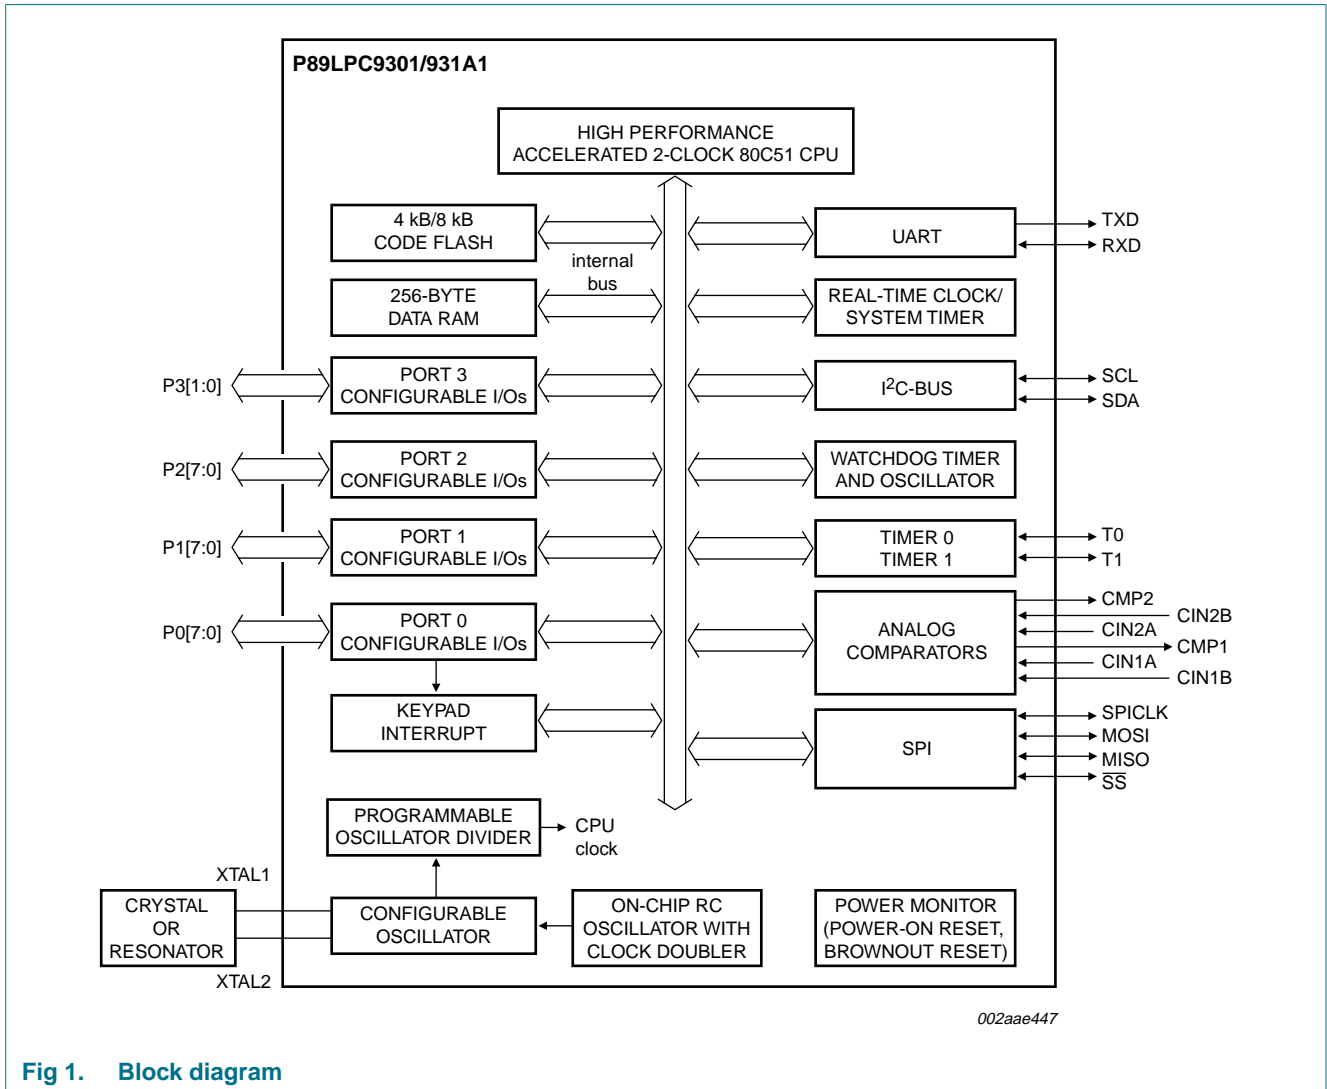 P89LPC9301/931A1
HIGH PERFORMANCE
ACCELERATED 2-CLOCK 80C51 CPU
4 kB/8 kB
CODE FLASH
internal
bus
UART
TXD
RXD
256-BYTE
DATA RAM
REAL-TIME CLOCK/
SYSTEM TIMER
P3[1:0]
PORT 3
CONFIGURABLE I/Os
I²C-BUS
SCL
SDA
P2[7:0]
PORT 2
CONFIGURABLE I/Os
WATCHDOG TIMER
AND OSCILLATOR
P1[7:0]
PORT 1
CONFIGURABLE I/Os
TIMER 0
TIMER 1
T0
T1
P0[7:0]
PORT 0
CONFIGURABLE I/Os
ANALOG
COMPARATORS
CMP2
CIN2B
CIN2A
CMP1
CIN1A
CIN1B
KEYPAD
INTERRUPT
SPI
SPICLK
MOSI
MISO
S̅S̅
PROGRAMMABLE
OSCILLATOR DIVIDER
CPU
clock
XTAL1
CRYSTAL
OR
RESONATOR
XTAL2
CONFIGURABLE
OSCILLATOR
ON-CHIP RC
OSCILLATOR WITH
CLOCK DOUBLER
POWER MONITOR
(POWER-ON RESET,
BROWNOUT RESET)
002aae447
Fig 1. Block diagram